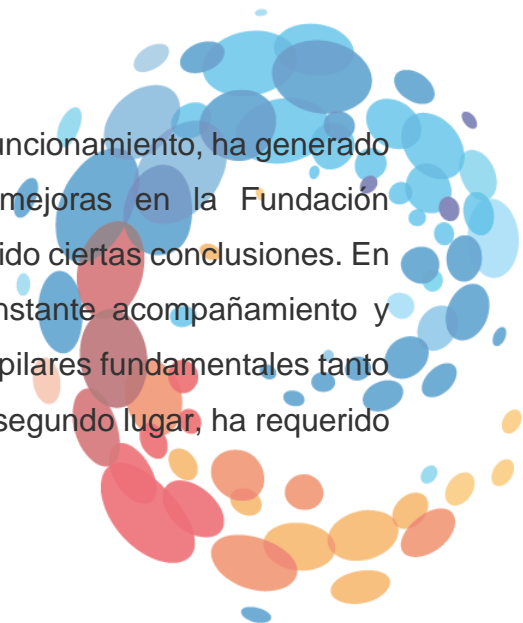 uncionamiento, ha generado
mejoras en la Fundación
ido ciertas conclusiones. En
nstante acompañamiento y
pilares fundamentales tanto
segundo lugar, ha requerido